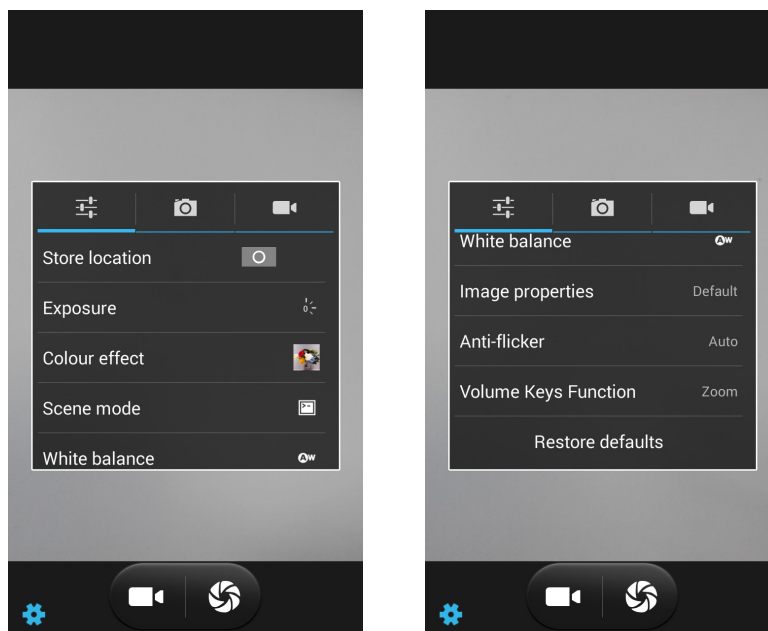 Store location
Exposure
Colour effect
Scene mode
White balance
White balance
Image properties Default
Anti-flicker Auto
Volume Keys Function Zoom
Restore defaults